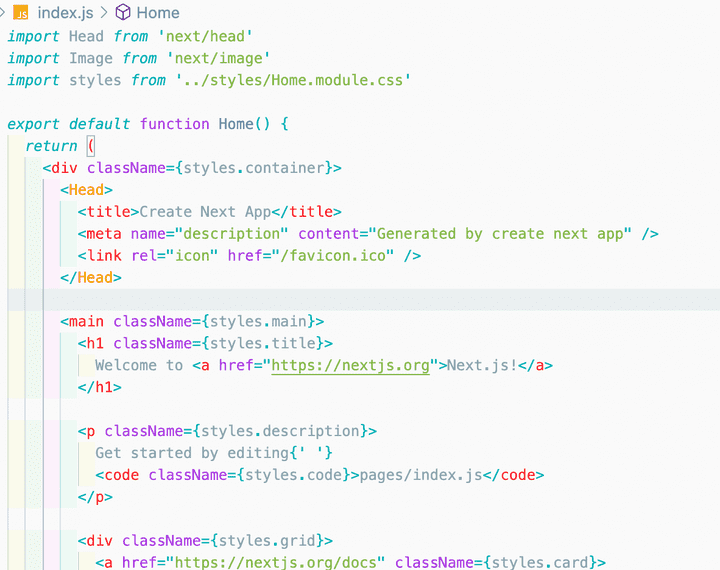 JS index.js > Home
import Head from 'next/head'
import Image from 'next/image'
import styles from '../styles/Home.module.css'
export default function Home() {
return (
<div className={styles.container}>
<Head>
<title>Create Next App</title>
<meta name="description" content="Generated by create next app" />
<link rel="icon" href="/favicon.ico" />
</Head>
<main className={styles.main}>
<h1 className={styles.title}>
Welcome to <a href="https://nextjs.org">Next.js!</a>
</h1>
<p className={styles.description}>
Get started by editing{' '}
<code className={styles.code}>pages/index.js</code>
</p>
<div className={styles.grid}>
<a href="https://nextjs.org/docs" className={styles.card}>